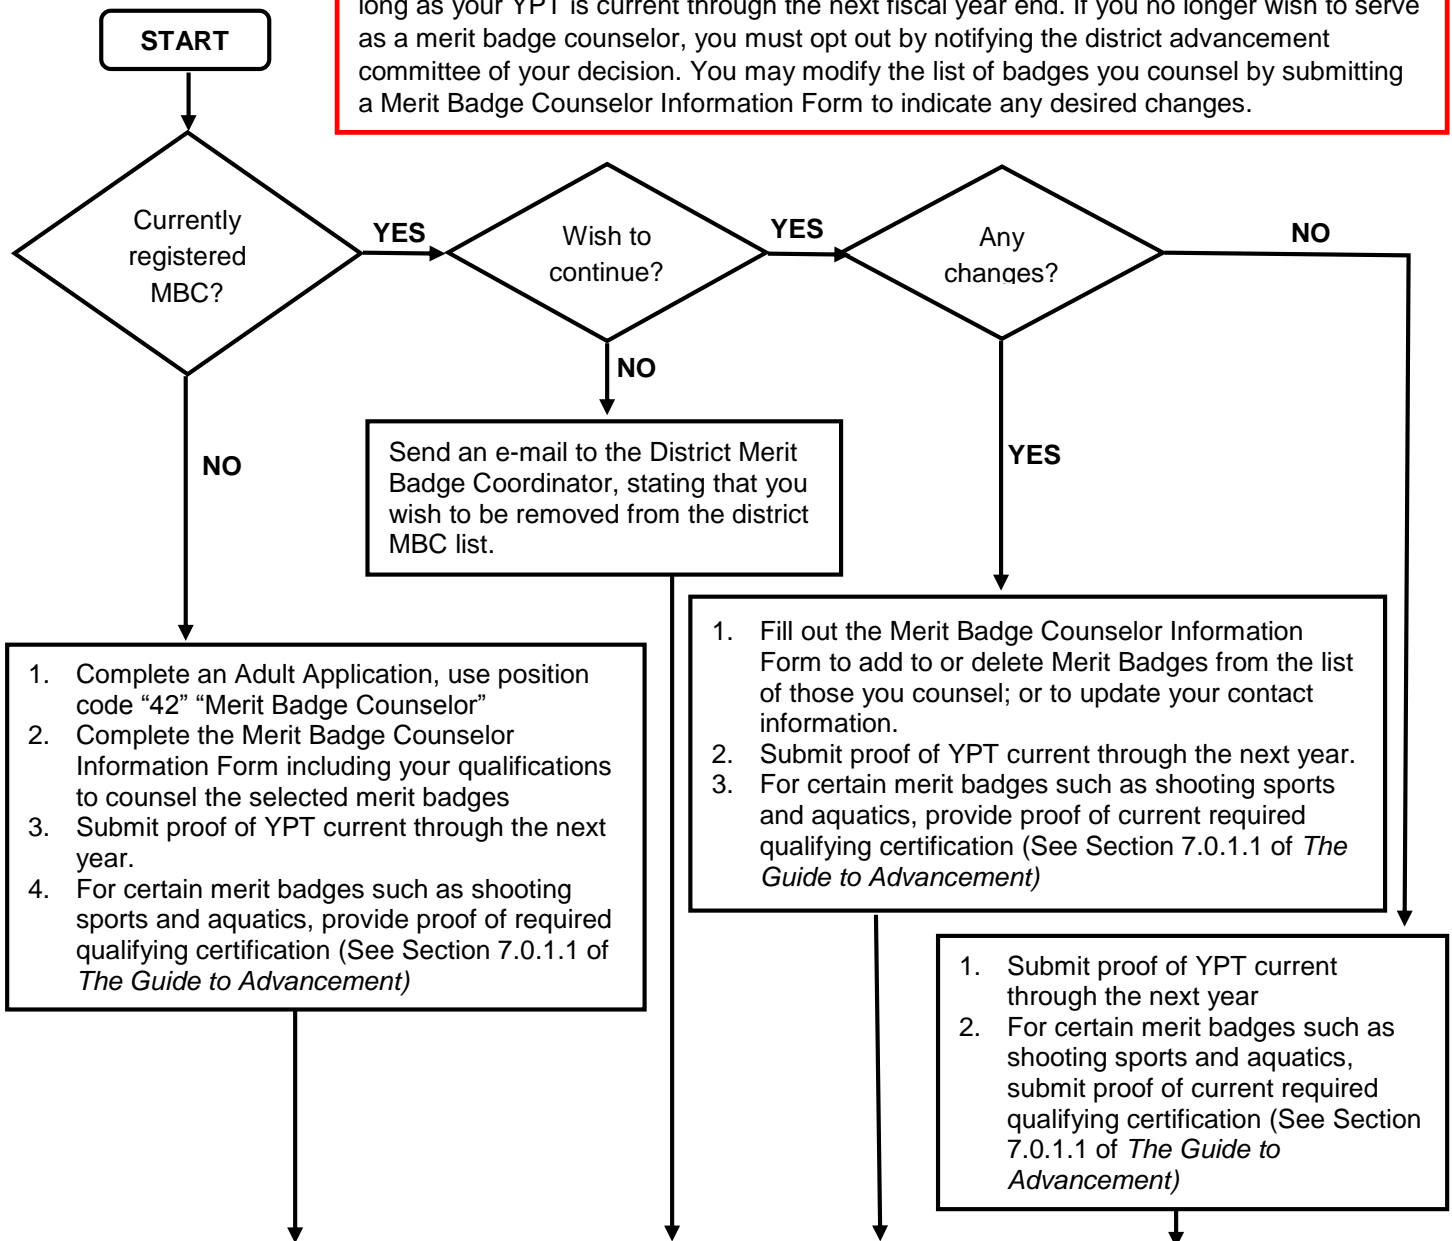 long as your YPT is current through the next fiscal year end. If you no longer wish to serve
as a merit badge counselor, you must opt out by notifying the district advancement
committee of your decision. You may modify the list of badges you counsel by submitting
a Merit Badge Counselor Information Form to indicate any desired changes.
START
Currently
registered
MBC?
YES
Wish to
continue?
YES
Any
changes?
NO
NO
Send an e-mail to the District Merit
Badge Coordinator, stating that you
wish to be removed from the district
MBC list.
NO
YES
1. Complete an Adult Application, use position
code “42” “Merit Badge Counselor”
2. Complete the Merit Badge Counselor
Information Form including your qualifications
to counsel the selected merit badges
3. Submit proof of YPT current through the next
year.
4. For certain merit badges such as shooting
sports and aquatics, provide proof of required
qualifying certification (See Section 7.0.1.1 of
The Guide to Advancement)
1. Fill out the Merit Badge Counselor Information
Form to add to or delete Merit Badges from the list
of those you counsel; or to update your contact
information.
2. Submit proof of YPT current through the next year.
3. For certain merit badges such as shooting sports
and aquatics, provide proof of current required
qualifying certification (See Section 7.0.1.1 of The
Guide to Advancement)
1. Submit proof of YPT current
through the next year
2. For certain merit badges such as
shooting sports and aquatics,
submit proof of current required
qualifying certification (See Section
7.0.1.1 of The Guide to
Advancement)